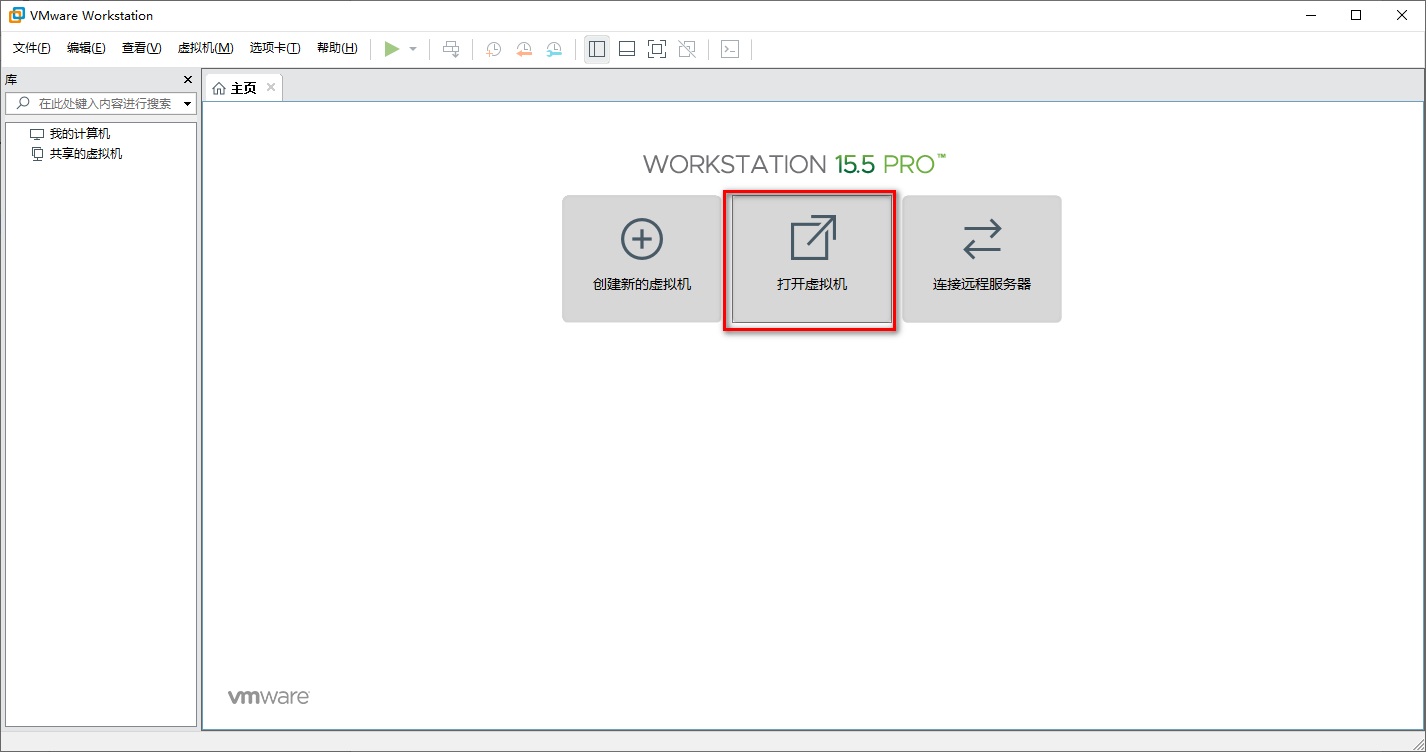 VMware Workstation
文件(F) 编辑(E) 查看(V) 虚拟机(M) 选项卡(T) 帮助(H)
库
主页
在此处键入内容进行搜索
我的计算机
共享的虚拟机
WORKSTATION 15.5 PRO™
创建新的虚拟机
打开虚拟机
连接远程服务器
vmware